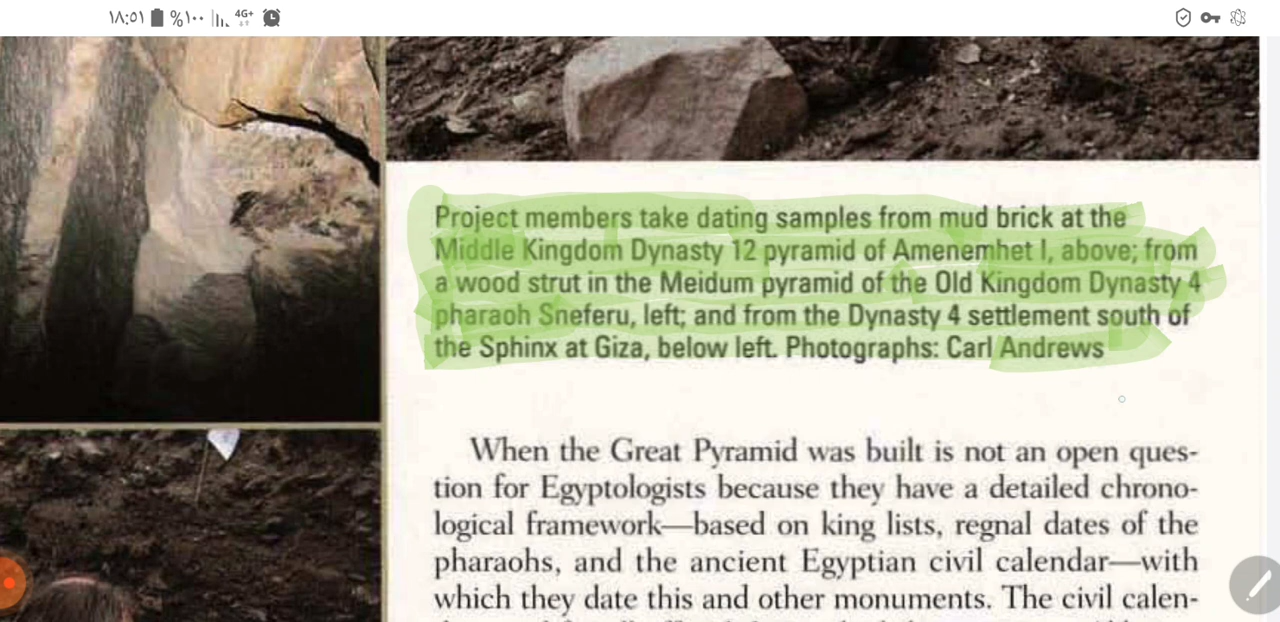 ١٨:٥١ %١٠٠ 4G+
Project members take dating samples from mud brick at the
Middle Kingdom Dynasty 12 pyramid of Amenemhet I, above; from
a wood strut in the Meidum pyramid of the Old Kingdom Dynasty 4
pharaoh Sneferu, left; and from the Dynasty 4 settlement south of
the Sphinx at Giza, below left. Photographs: Carl Andrews
When the Great Pyramid was built is not an open ques-
tion for Egyptologists because they have a detailed chrono-
logical framework—based on king lists, regnal dates of the
pharaohs, and the ancient Egyptian civil calendar—with
which they date this and other monuments. The civil calen-